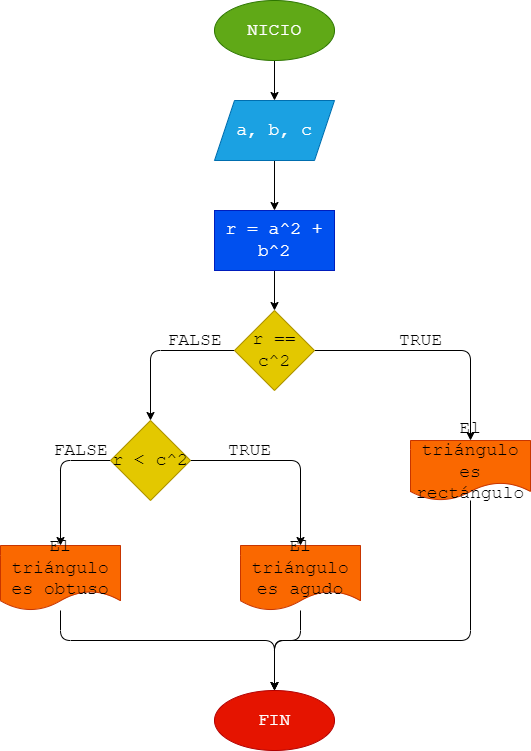 NICIO
a, b, c
r = a^2 +
b^2
r ==
c^2
FALSE
TRUE
r < c^2
FALSE
TRUE
El
triángulo
es
rectángulo
El
triángulo
es obtuso
El
triángulo
es agudo
FIN